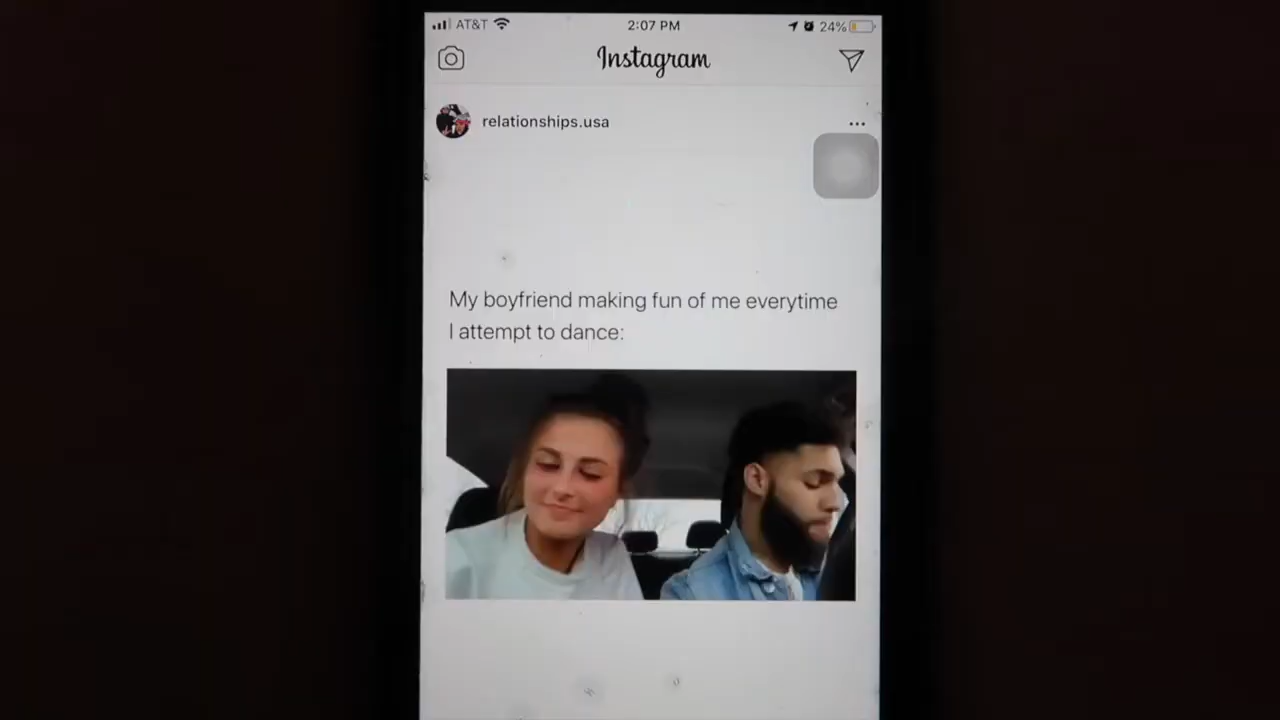 AT&T
2:07 PM
24%
Instagram
relationships.usa
...
My boyfriend making fun of me everytime
I attempt to dance: